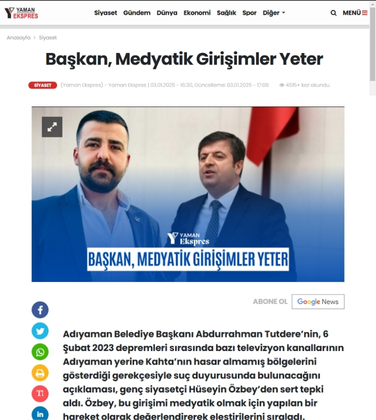 YAMAN
EKSPRES
Siyaset Gündem Dünya Ekonomi Sağlık Spor Diğer
MENÜ
Anasayfa > Siyaset
Başkan, Medyatik Girişimler Yeter
SİYASET (Yaman Ekspres) - Yaman Ekspres | 03.01.2025 - 16:30, Güncelleme: 03.01.2025 - 17:59 4016+ kez okundu.
YAMAN
Ekspres
BAŞKAN, MEDYATİK GİRİŞİMLER YETER
ABONE OL Google News
Adıyaman Belediye Başkanı Abdurrahman Tutdere’nin, 6
Şubat 2023 depremleri sırasında bazı televizyon kanallarının
Adıyaman yerine Kahta’nın hasar almamış bölgelerini
gösterdiği gerekçesiyle suç duyurusunda bulunacağını
açıklaması, genç siyasetçi Hüseyin Özbey’den sert tepki
aldı. Özbey, bu girişimi medyatik olmak için yapılan bir
hareket olarak değerlendirerek eleştirilerini sıraladı.